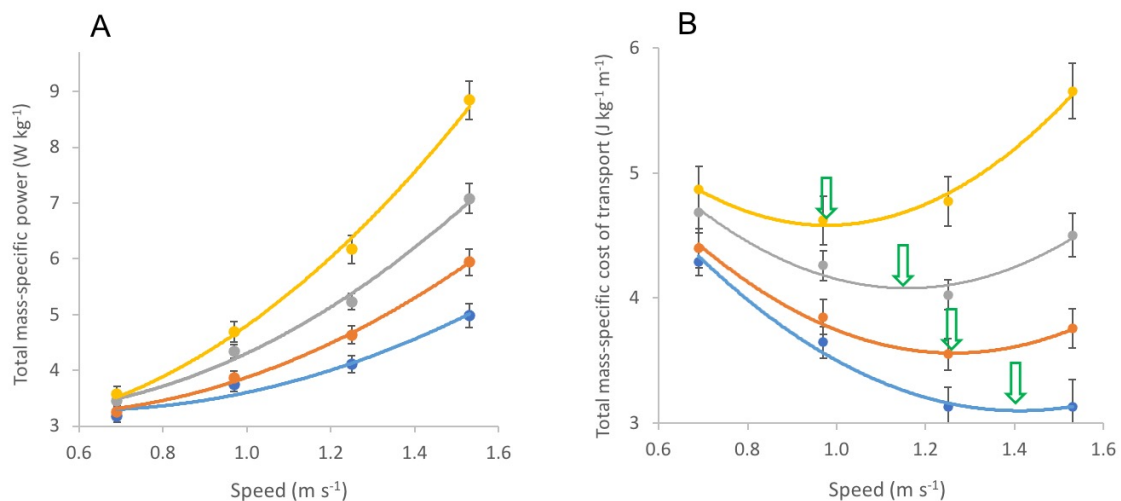 A
Total mass-specific power (W kg⁻¹)
9
8
7
6
5
4
3
0.6 0.8 1.0 1.2 1.4 1.6
Speed (m s⁻¹)
B
Total mass-specific cost of transport (J kg⁻¹ m⁻¹)
6
5
4
3
0.6 0.8 1.0 1.2 1.4 1.6
Speed (m s⁻¹)